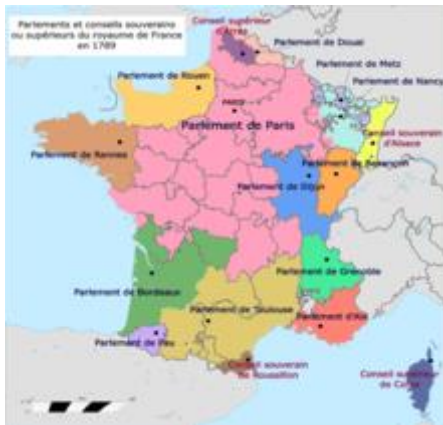 Parlements et conseils souverains
ou supérieurs du royaume de France
en 1789
Conseil supérieur
d'Artois
Parlement de Douai
Parlement de Metz
Parlement de Nancy
Parlement de Rouen
PARIS
Parlement de Paris
Conseil souverain
d'Alsace
Parlement de Rennes
Parlement de Besançon
Parlement de Dijon
Parlement de Grenoble
Parlement de Bordeaux
Parlement de Toulouse
Parlement d'Aix
Parlement de Pau
Conseil souverain
de Roussillon
Conseil supérieur
de Corse